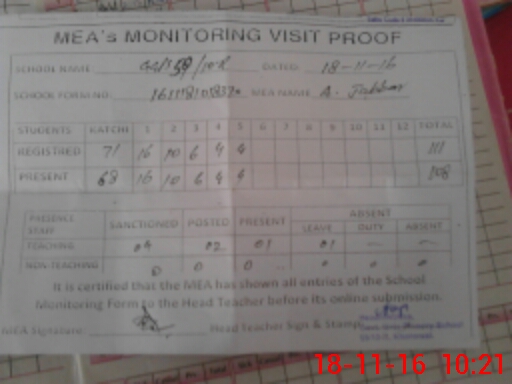 MEA's MONITORING VISIT PROOF
SCHOOL NAME DATED 18-11-16
SCHOOL FORM NO. MEA NAME A. Jabbar
STUDENTS KATCHI 1 2 3 4 5 6 7 8 9 10 11 12 TOTAL
REGISTRED 71 16 10 6 4 4 111
PRESENT 68 16 10 6 4 4 108
PRESENCE STAFF SANCTIONED POSTED PRESENT ABSENT
LEAVE DUTY ABSENT
TEACHING 04 02 01 01 - -
NON-TEACHING 0 0 0 0 0 0
It is certified that the MEA has shown all entries of the School
Monitoring Form to the Head Teacher before its online submission.
MEA Signature Head Teacher Sign & Stamp
18-11-16 10:21